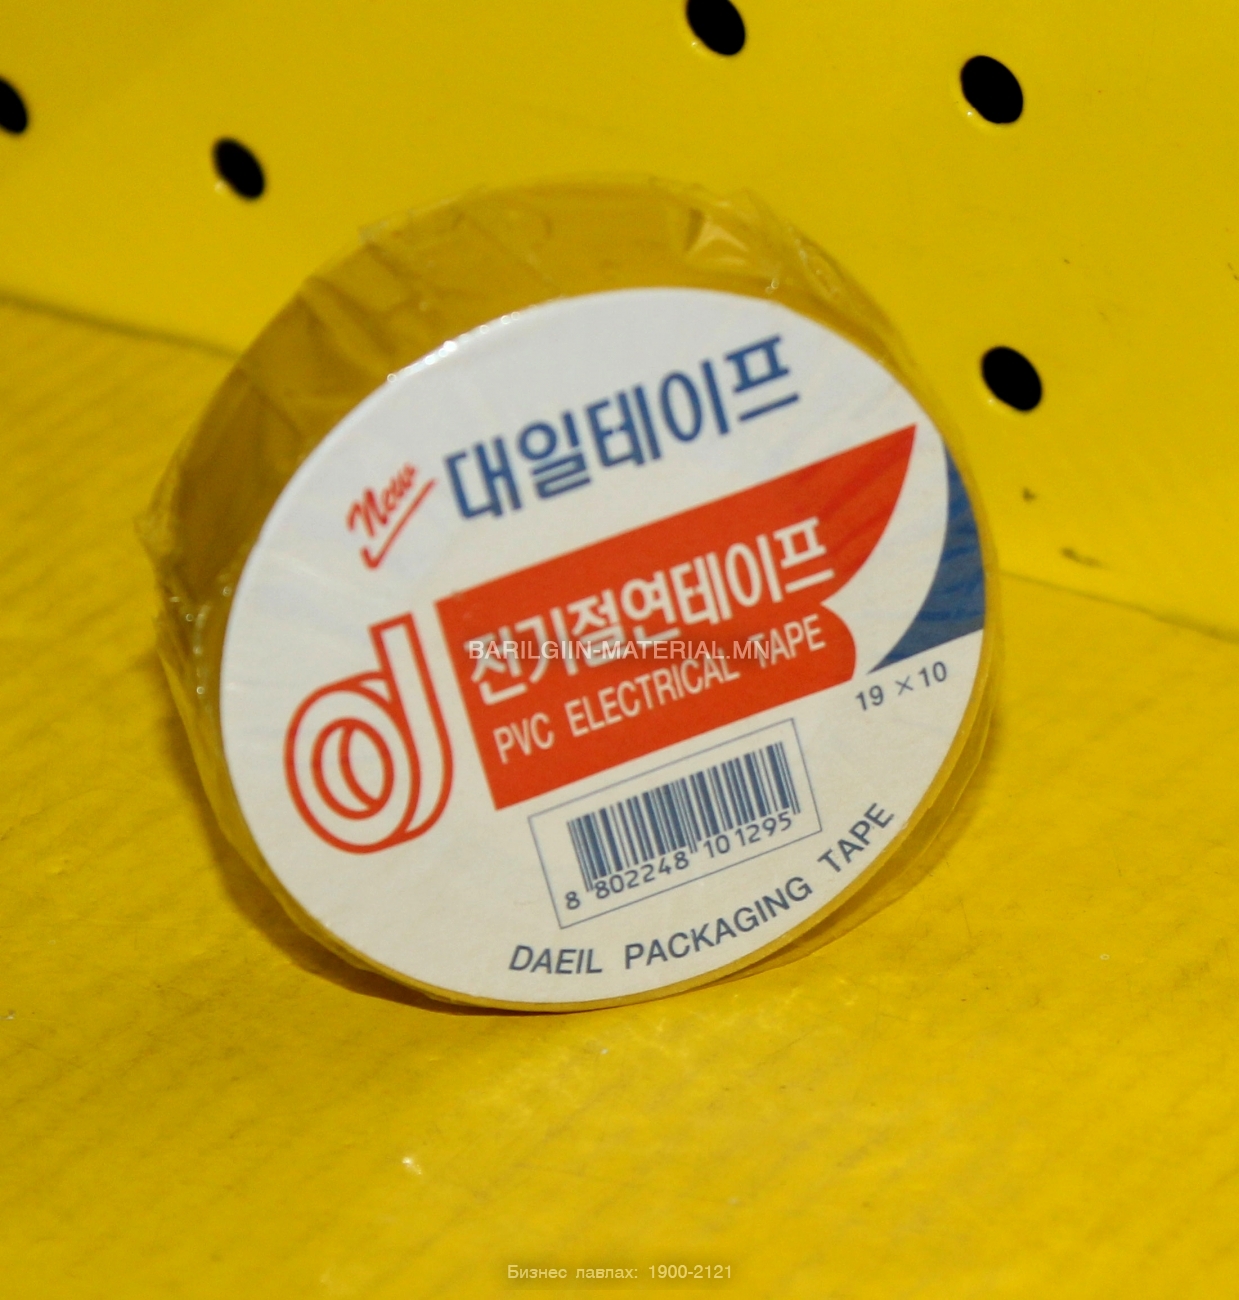 New 대일테이프
전기절연테이프
BARILGIIN-MATERIAL.MN
PVC ELECTRICAL TAPE
19 × 10
8 802248 101295
DAEIL PACKAGING TAPE
Бизнес лавлах: 1900-2121